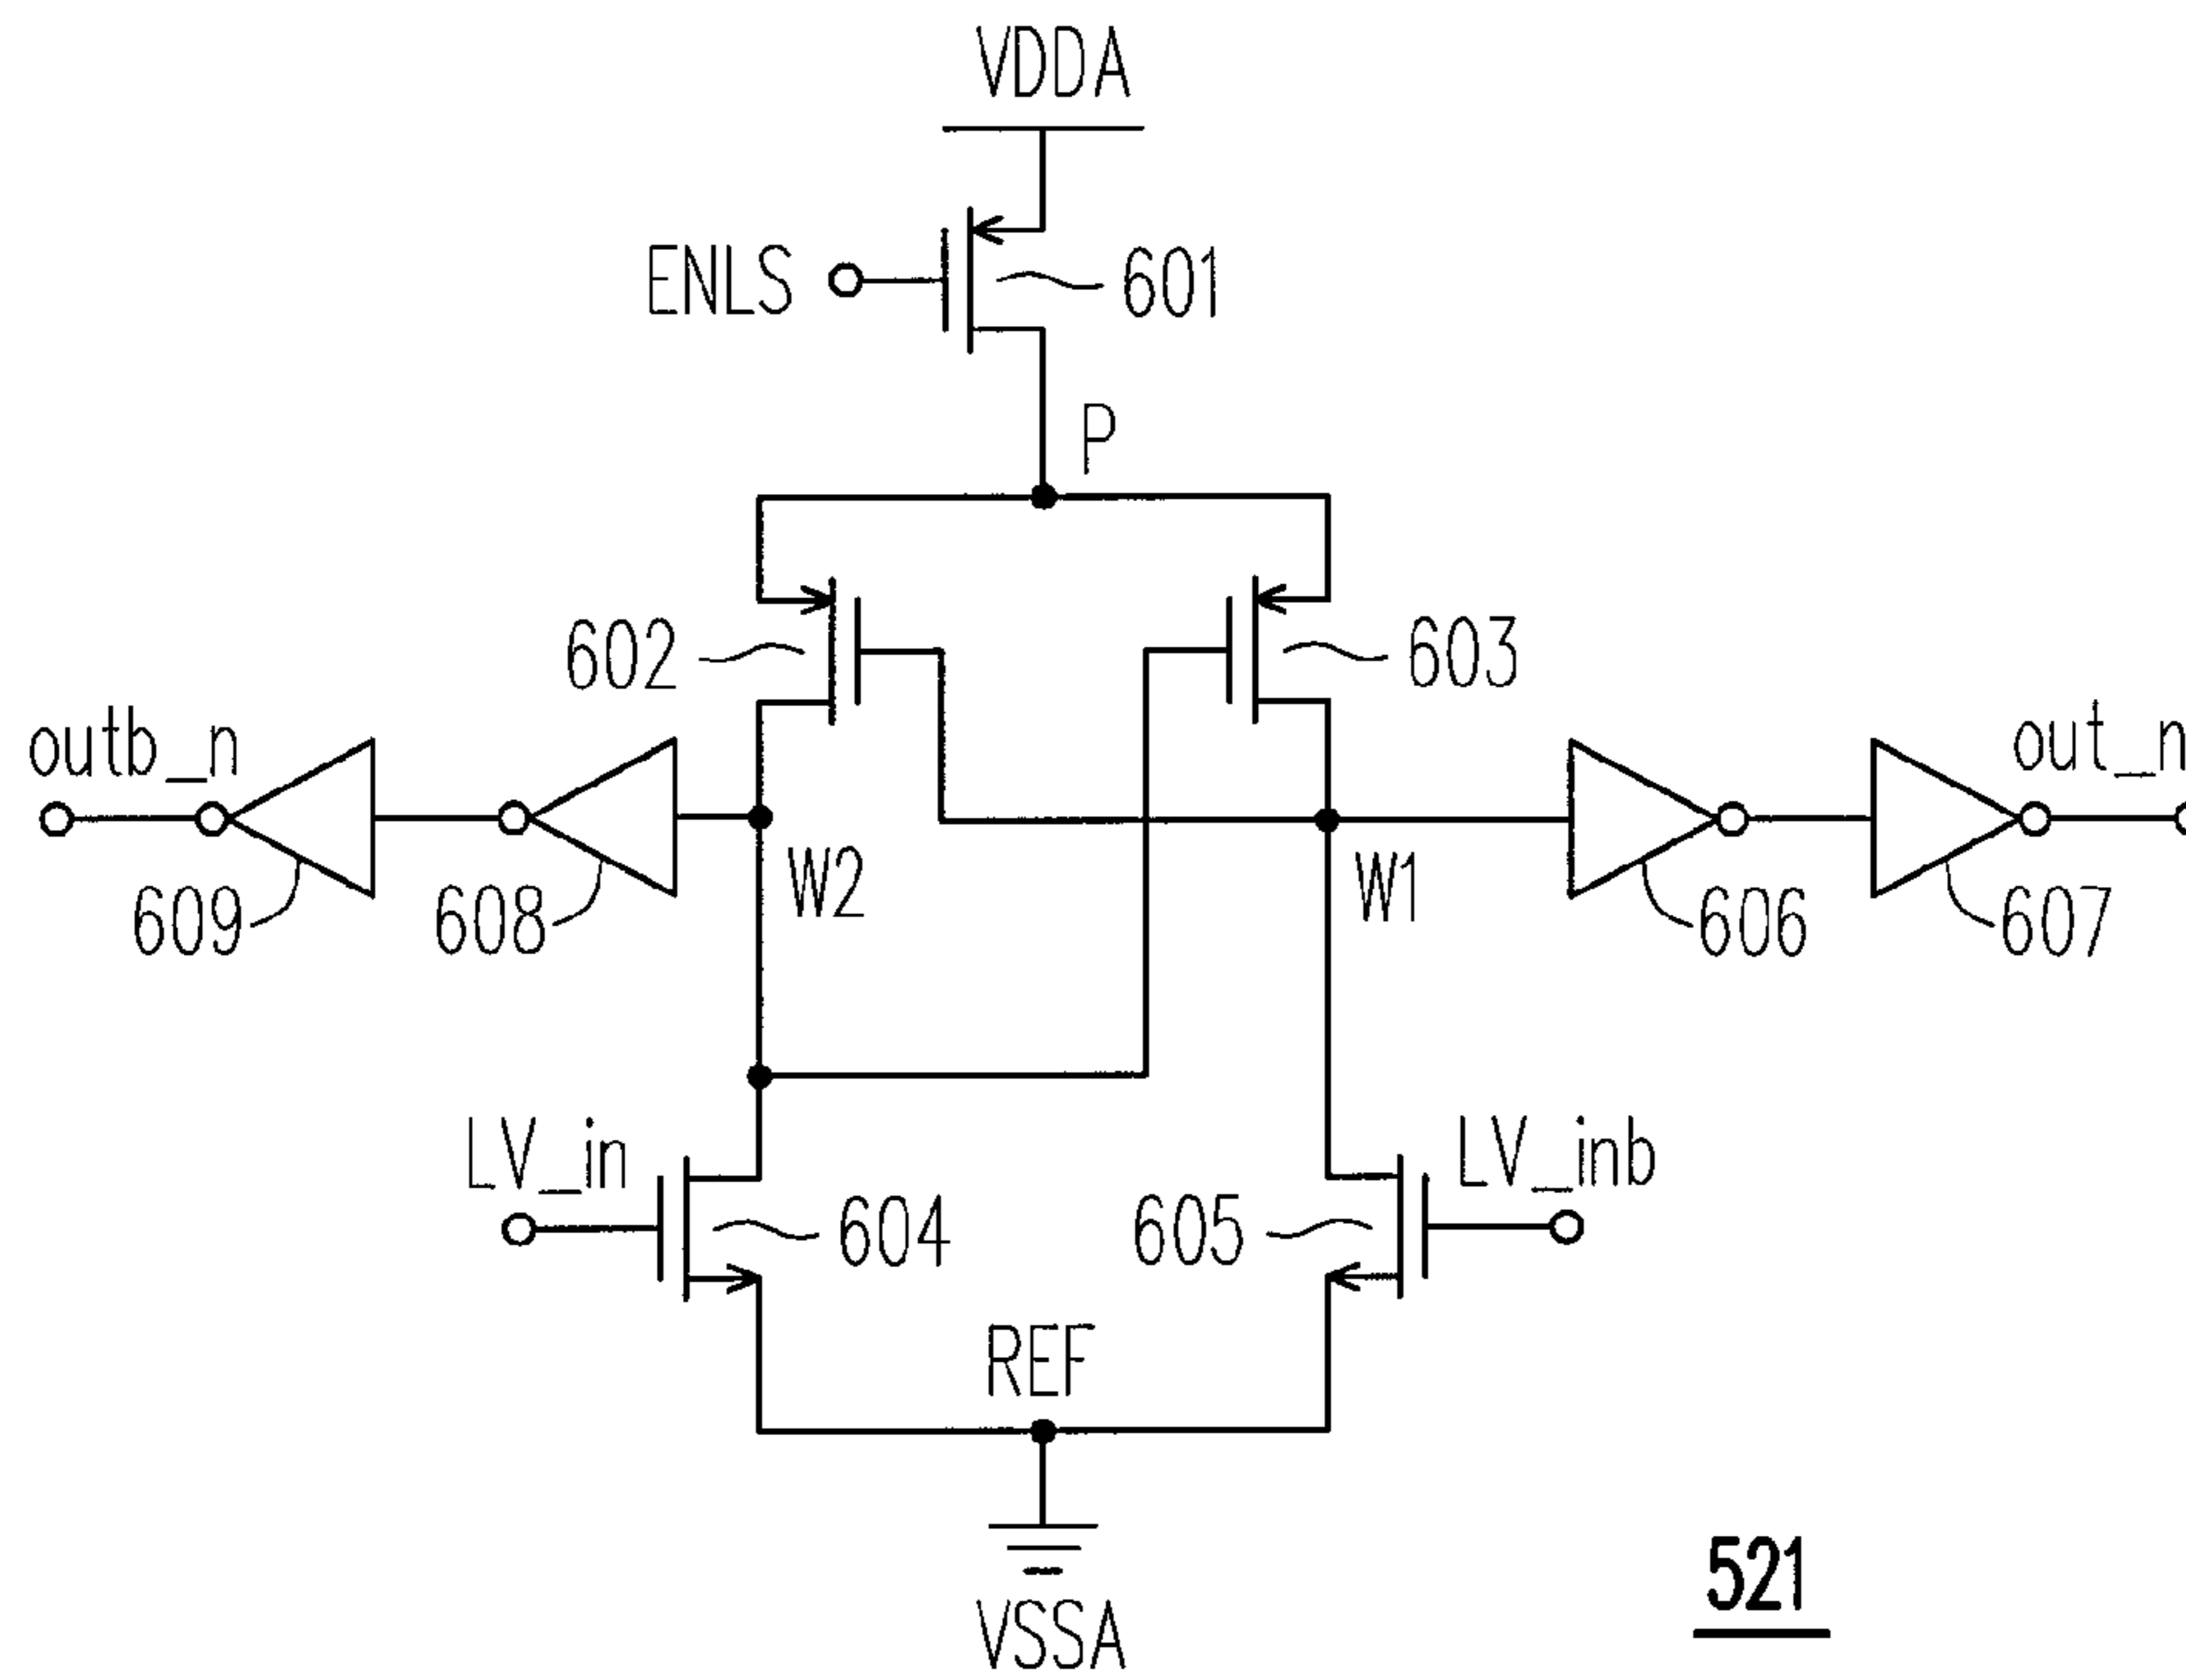 VDDA
ENLS
601
P
602
603
outb_n
out_n
W2
W1
609
608
606
607
LV_in
LV_inb
604
605
REF
521
VSSA